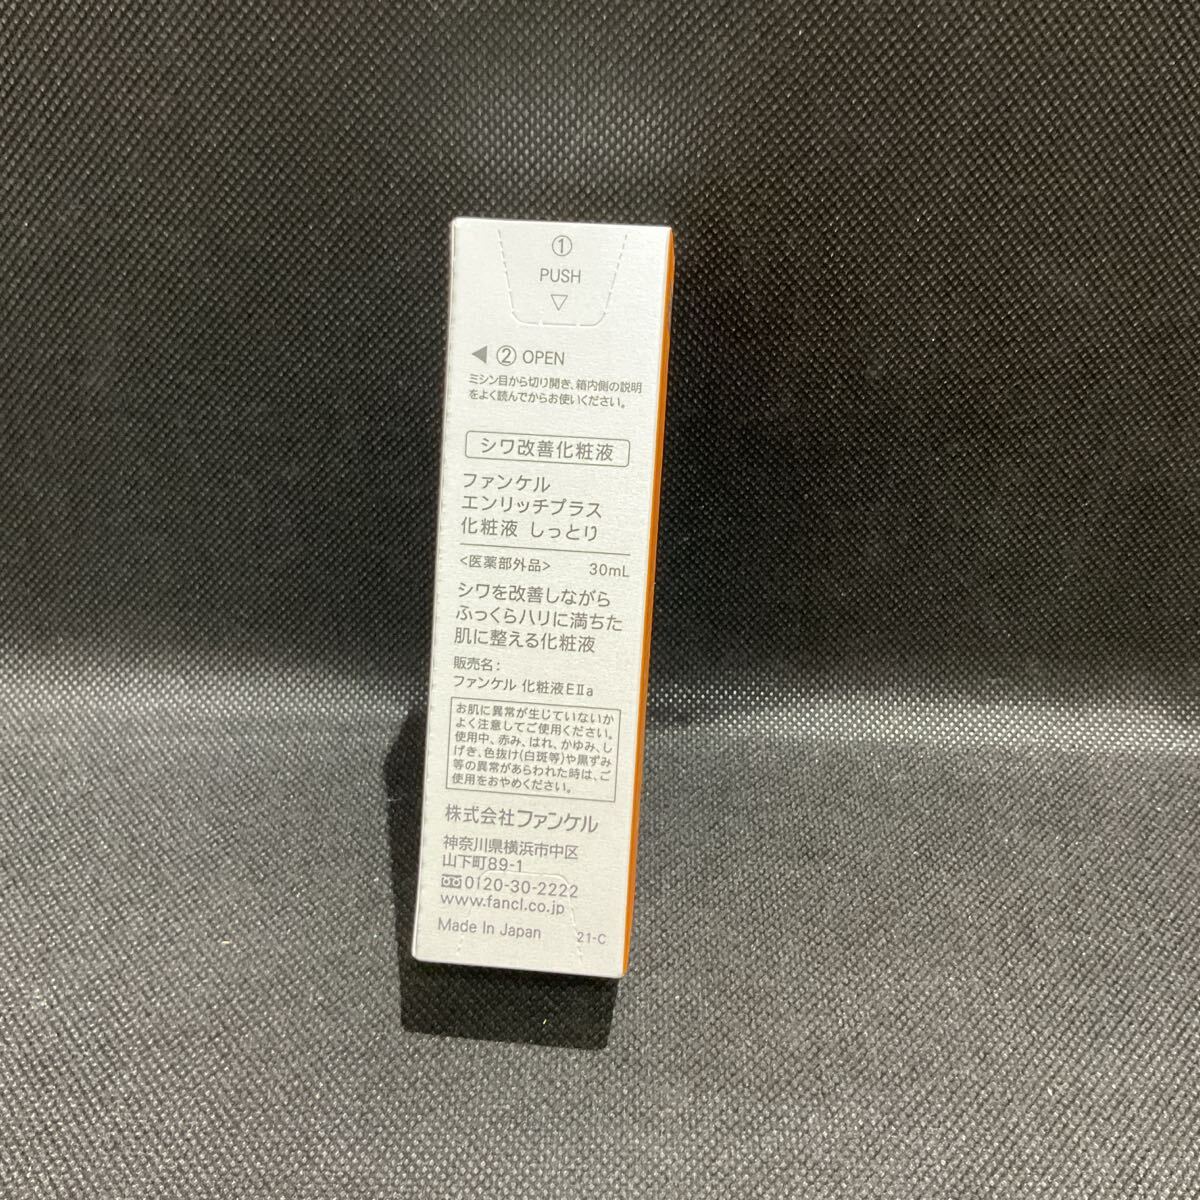 ①
PUSH
▽
◀ ② OPEN
ミシン目から切り開き、箱内側の説明
をよく読んでからお使いください。
シワ改善化粧液
ファンケル
エンリッチプラス
化粧液 しっとり
<医薬部外品> 30mL
シワを改善しながら
ふっくらハリに満ちた
肌に整える化粧液
販売名：
ファンケル 化粧液EⅡa
お肌に異常が生じていないか
よく注意してご使用ください。
使用中、赤み、はれ、かゆみ、し
げき、色抜け(白斑等)や黒ずみ
等の異常があらわれた時は、ご
使用をおやめください。
株式会社ファンケル
神奈川県横浜市中区
山下町89-1
0120-30-2222
www.fancl.co.jp
Made In Japan 21-C